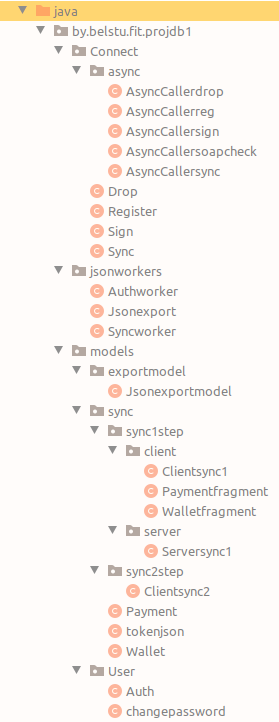 java
by.belstu.fit.projdb1
Connect
async
AsyncCallerdrop
AsyncCallerreg
AsyncCallersign
AsyncCallersoapcheck
AsyncCallersync
Drop
Register
Sign
Sync
jsonworkers
Authworker
Jsonexport
Syncworker
models
exportmodel
Jsonexportmodel
sync
sync1step
client
Clientsync1
Paymentfragment
Walletfragment
server
Serversync1
sync2step
Clientsync2
Payment
tokenjson
Wallet
User
Auth
changepassword